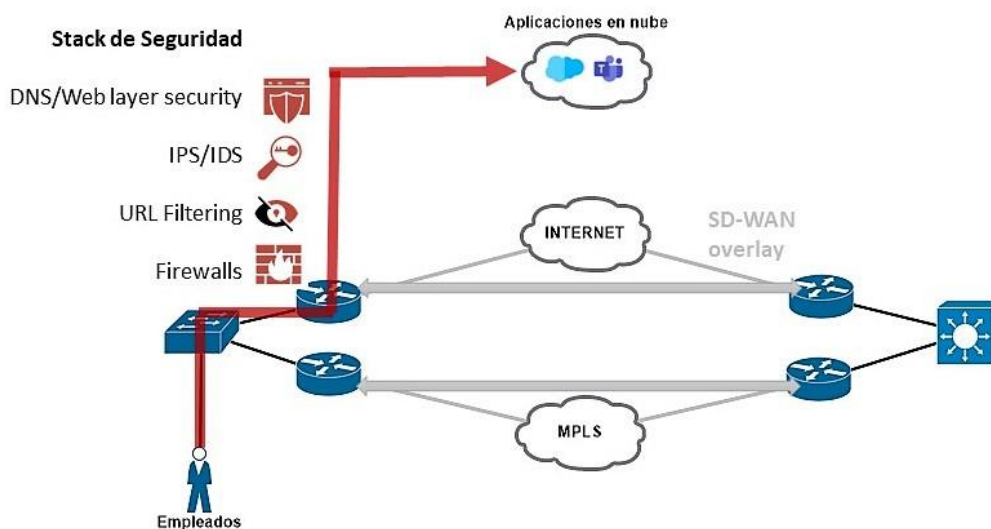 Aplicaciones en nube
Stack de Seguridad
DNS/Web layer security
IPS/IDS
URL Filtering
Firewalls
INTERNET
SD-WAN
overlay
MPLS
Empleados
T